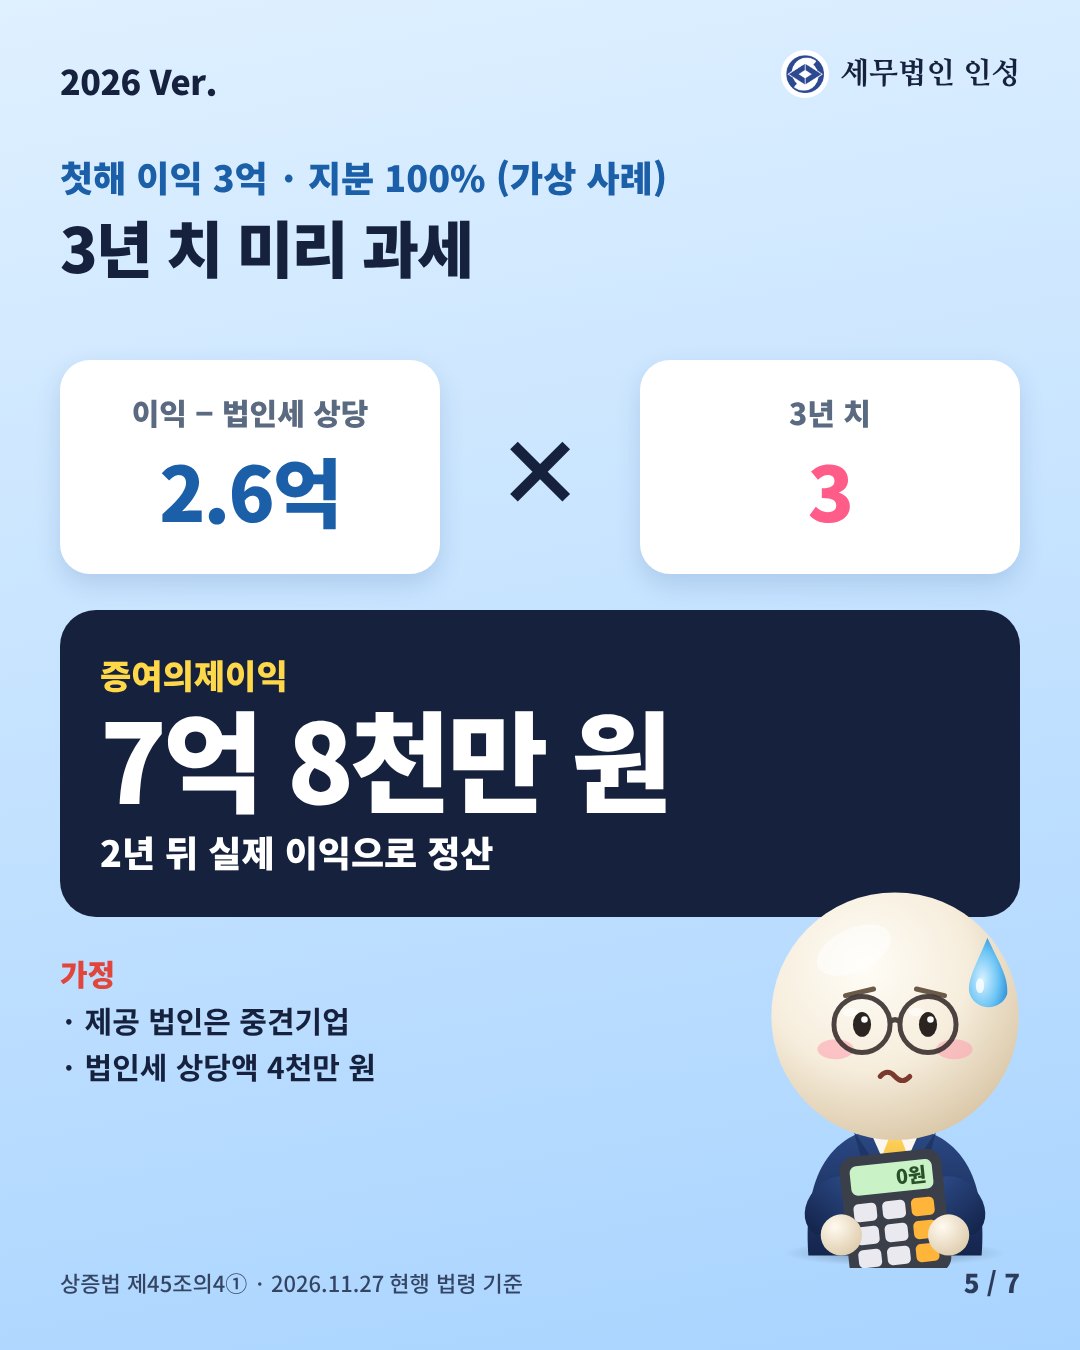 2026 Ver.
세무법인 인성
첫해 이익 3억 · 지분 100% (가상 사례)
3년 치 미리 과세
이익 − 법인세 상당
2.6억
×
3년 치
3
증여의제이익
7억 8천만 원
2년 뒤 실제 이익으로 정산
가정
· 제공 법인은 중견기업
· 법인세 상당액 4천만 원
0원
상증법 제45조의4① · 2026.11.27 현행 법령 기준
5 / 7